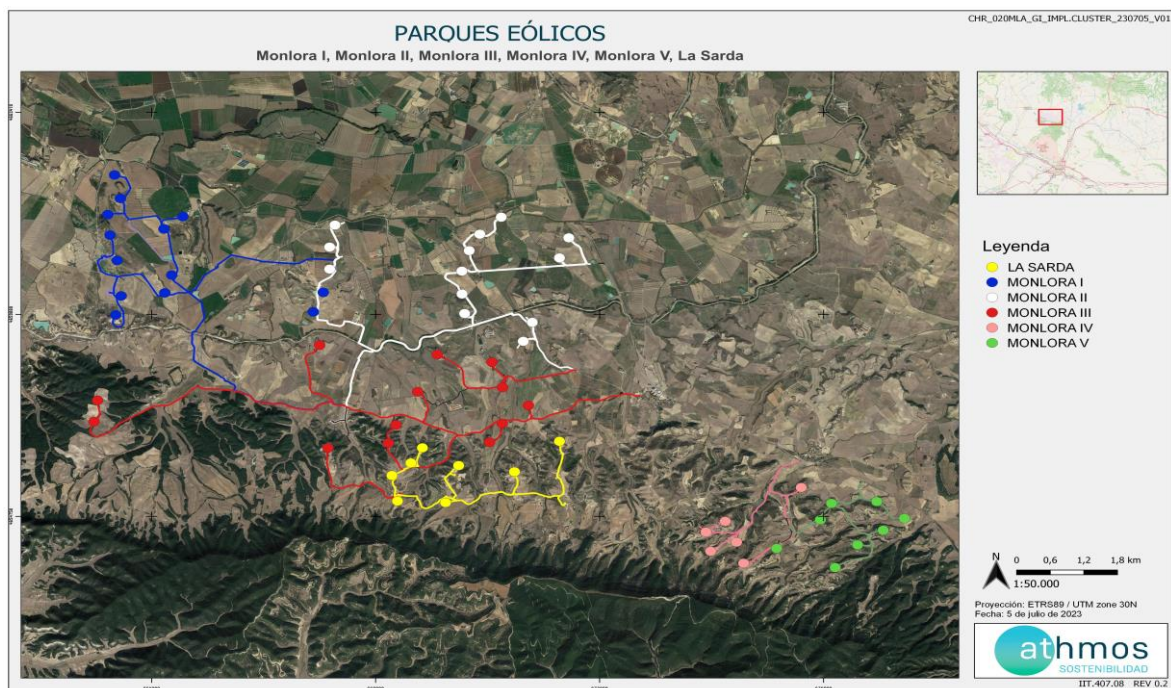 CHR_020MLA_GI_IMPL.CLUSTER_230705_V01
PARQUES EÓLICOS
Monlora I, Monlora II, Monlora III, Monlora IV, Monlora V, La Sarda
Leyenda
LA SARDA
MONLORA I
MONLORA II
MONLORA III
MONLORA IV
MONLORA V
N
0 0,6 1,2 1,8 km
1:50.000
Proyección: ETRS89 / UTM zone 30N
Fecha: 5 de julio de 2023
athmos
SOSTENIBILIDAD
IIT.407.08 REV 0.2